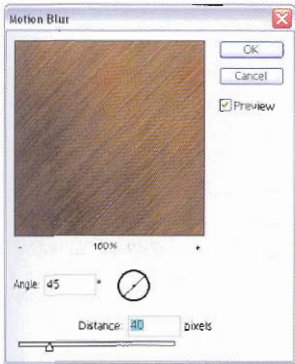 Motion Blur
OK
Cancel
Preview
- 100% +
Angle: 45 °
Distance: 40 pixels